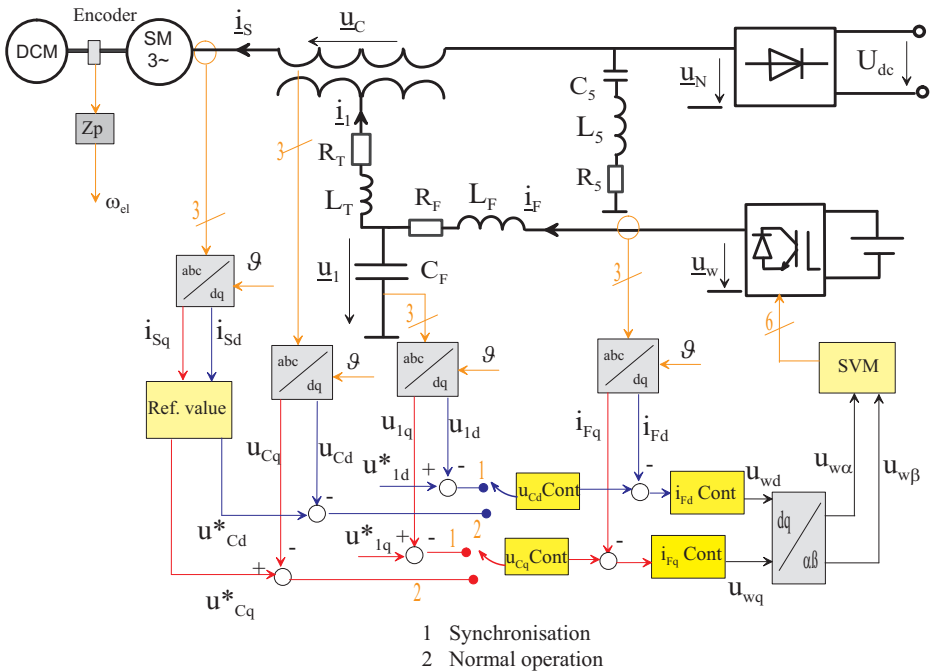 Encoder
DCM
SM
3~
i_S
u_C
u_N
U_dc
C_5
L_5
R_5
Zp
ω_el
3
3
i_1
R_T
L_T
R_F
L_F
i_F
u_1
C_F
u_w
3
3
6
abc
dq
ϑ
i_Sq
i_Sd
abc
dq
ϑ
abc
dq
ϑ
abc
dq
ϑ
SVM
Ref. value
u_Cq
u_Cd
u_1q
u_1d
i_Fq
i_Fd
u_wα
u_wβ
u*_1d
+
-
1
u_Cd Cont
-
i_Fd Cont
u_wd
-
u*_Cd
2
u*_1q
+
-
1
u_Cq Cont
-
i_Fq Cont
u_wq
dq
αβ
-
+
u*_Cq
2
1 Synchronisation
2 Normal operation